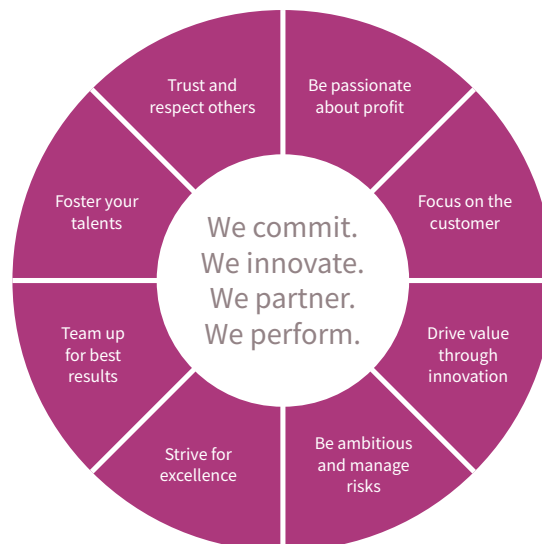 Trust and
respect others
Be passionate
about profit
Foster your
talents
Focus on the
customer
We commit.
We innovate.
We partner.
We perform.
Team up
for best
results
Drive value
through
innovation
Strive for
excellence
Be ambitious
and manage
risks